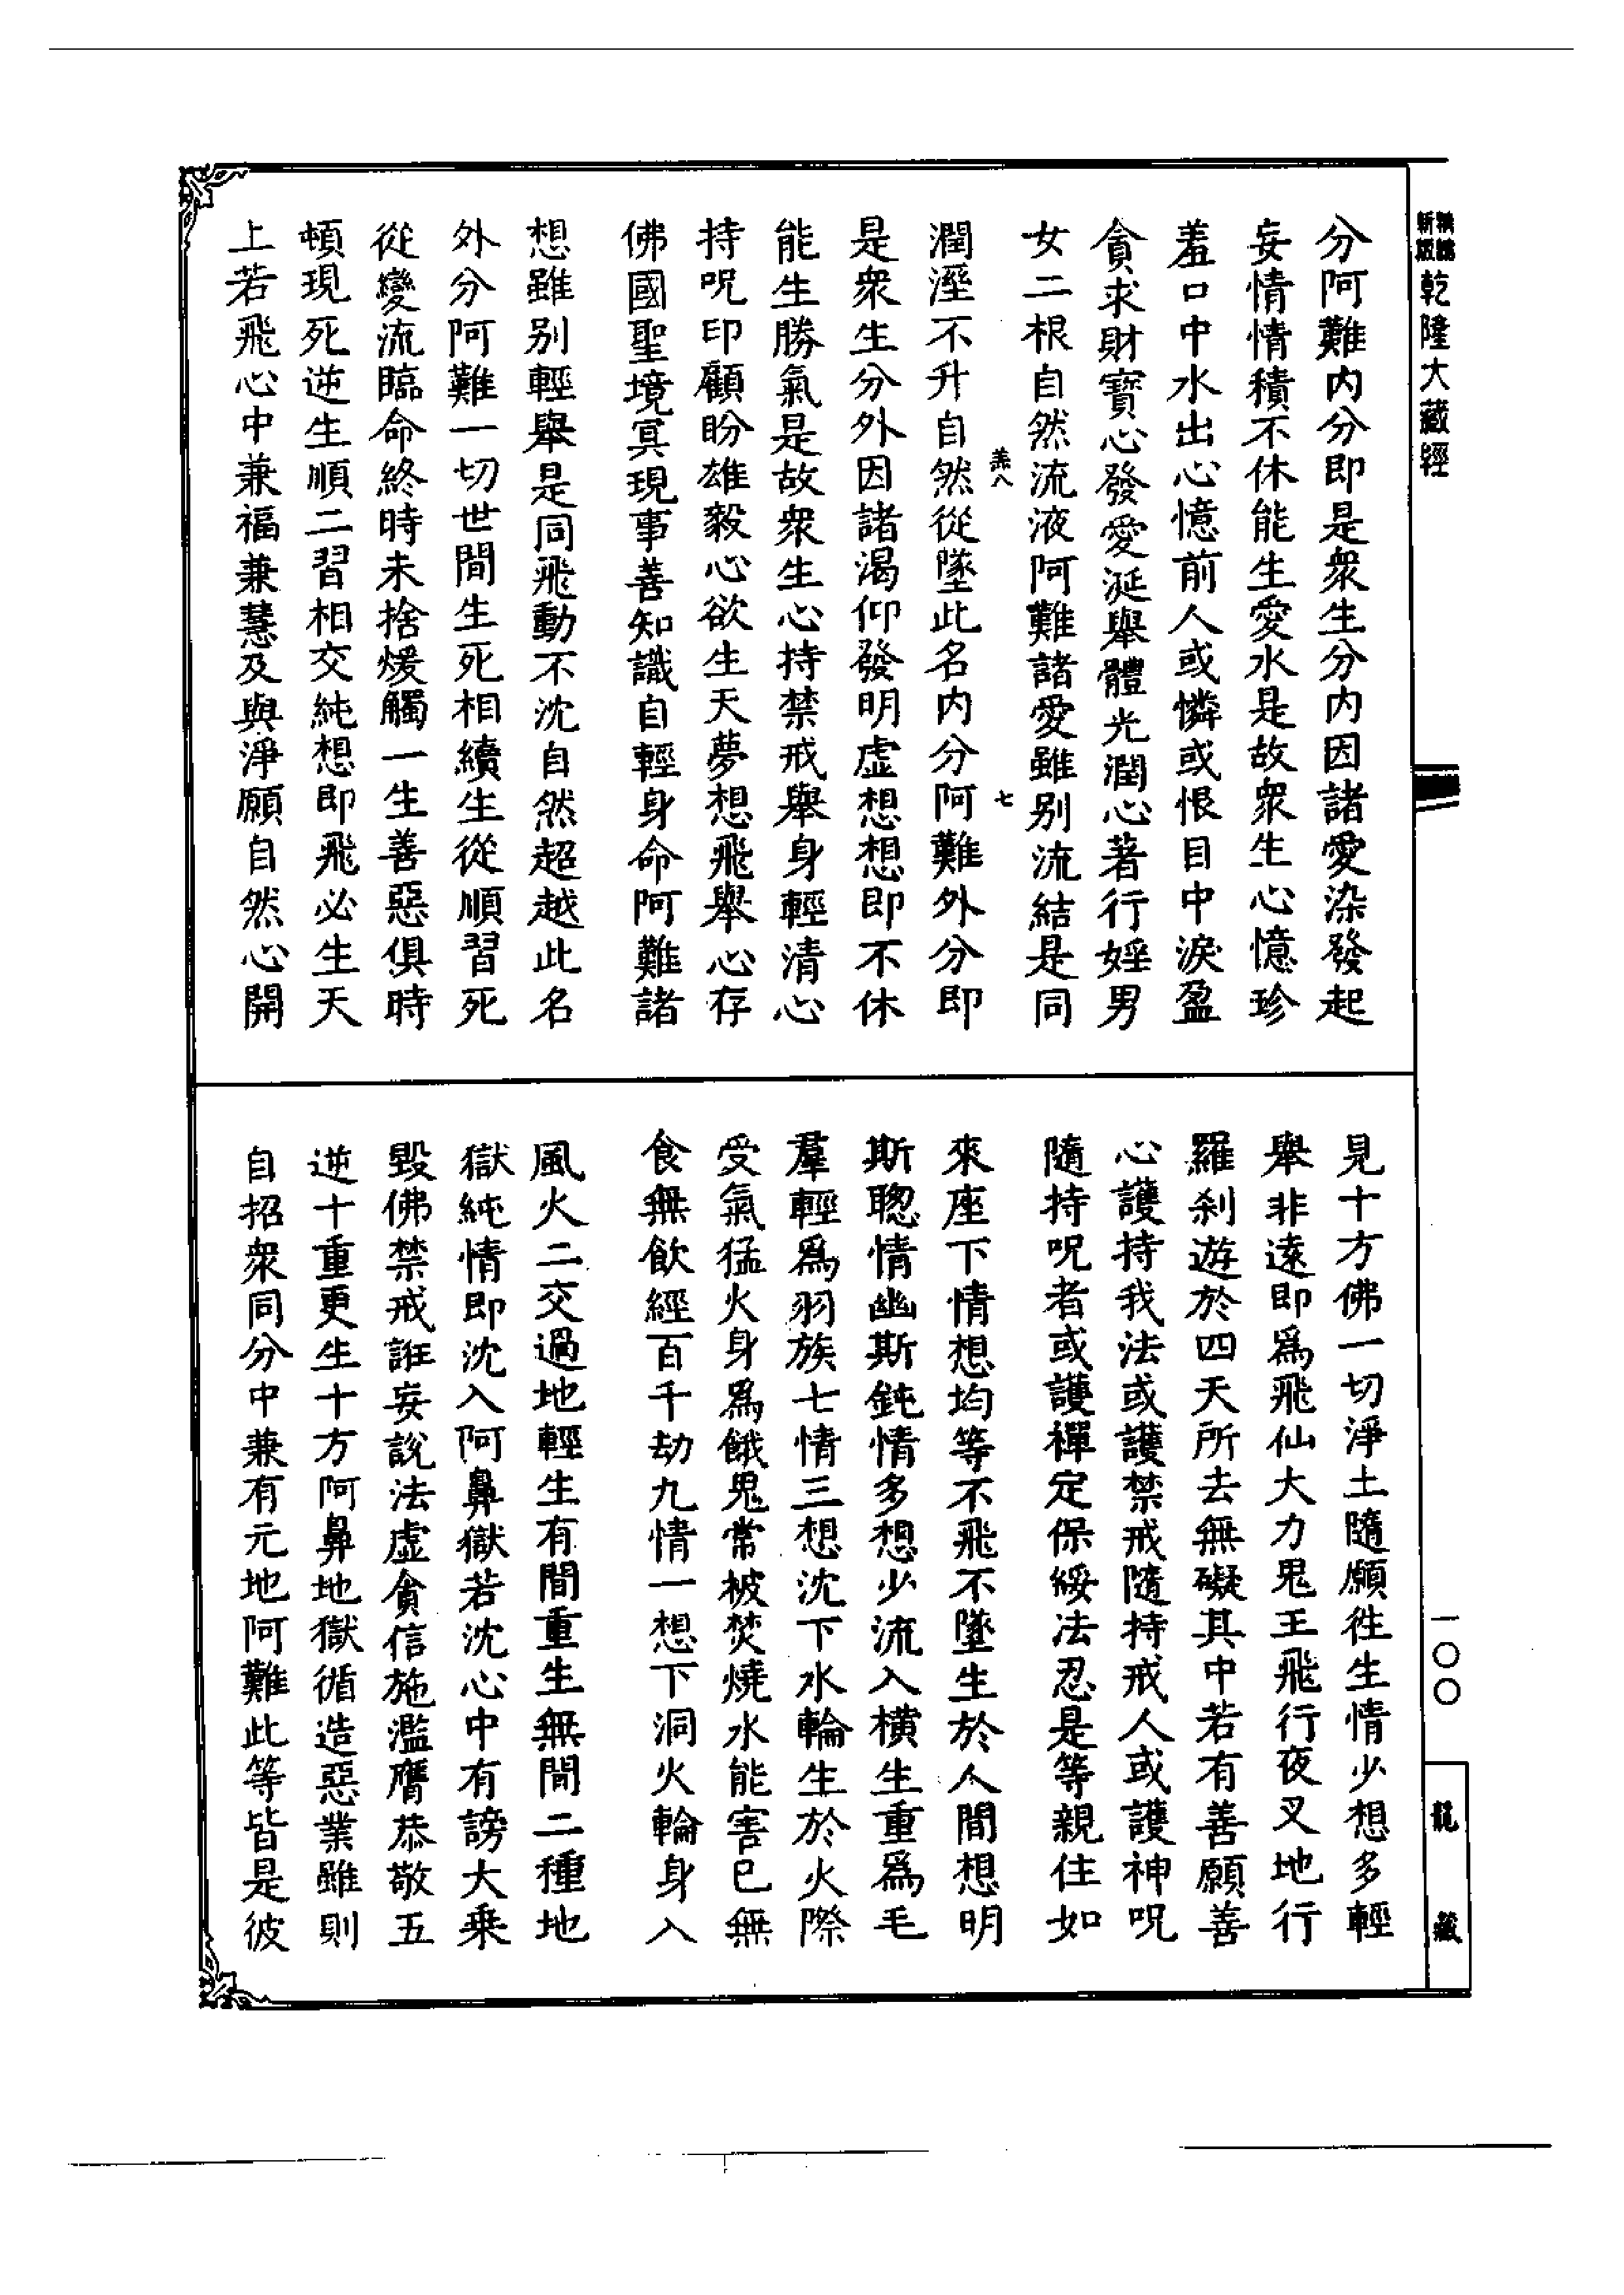 新版
乾隆大藏經
分阿難內分即是衆生分內因諸愛染發起
妄情情積不休能生愛水是故衆生心憶珍
羞口中水出心憶前人或憐或恨目中淚盈
貪求財寶心發愛涎舉體光潤心著行婬男
女二根自然流液阿難諸愛雖别流結是同
七
潤溼不升自然從墜此名內分阿難外分即
是衆生分外因諸渴仰發明虛想想即不休
能生勝氣是故衆生心持禁戒舉身輕清心
持呪印顧盼雄毅心欲生天夢想飛舉心存
佛國聖境冥現事善知識自輕身命阿難諸
想雖别輕舉是同飛動不沈自然超越此名
外分阿難一切世間生死相續生從順習死
從變流臨命終時未捨煖觸一生善惡俱時
頓現死逆生順二習相交純想即飛必生天
上若飛心中兼福兼慧及與淨願自然心開
見十方佛一切淨土隨願往生情少想多輕
舉非遠即爲飛仙大力鬼王飛行夜叉地行
羅刹遊於四天所去無礙其中若有善願善
心護持我法或護禁戒隨持戒人或護神呪
隨持呪者或護禪定保綏法忍是等親住如
來座下情想均等不飛不墜生於人間想明
斯聰情幽斯鈍情多想少流入橫生重爲毛
羣輕爲羽族七情三想沈下水輪生於火際
受氣猛火身爲餓鬼常被焚燒水能害已無
食無飲經百千劫九情一想下洞火輪身入
風火二交過地輕生有間重生無間二種地
獄純情即沈入阿鼻獄若沈心中有謗大乘
毀佛禁戒誑妄說法虛貪信施濫膺恭敬五
逆十重更生十方阿鼻地獄循造惡業雖則
自招衆同分中兼有元地阿難此等皆是彼
一〇〇
龍藏